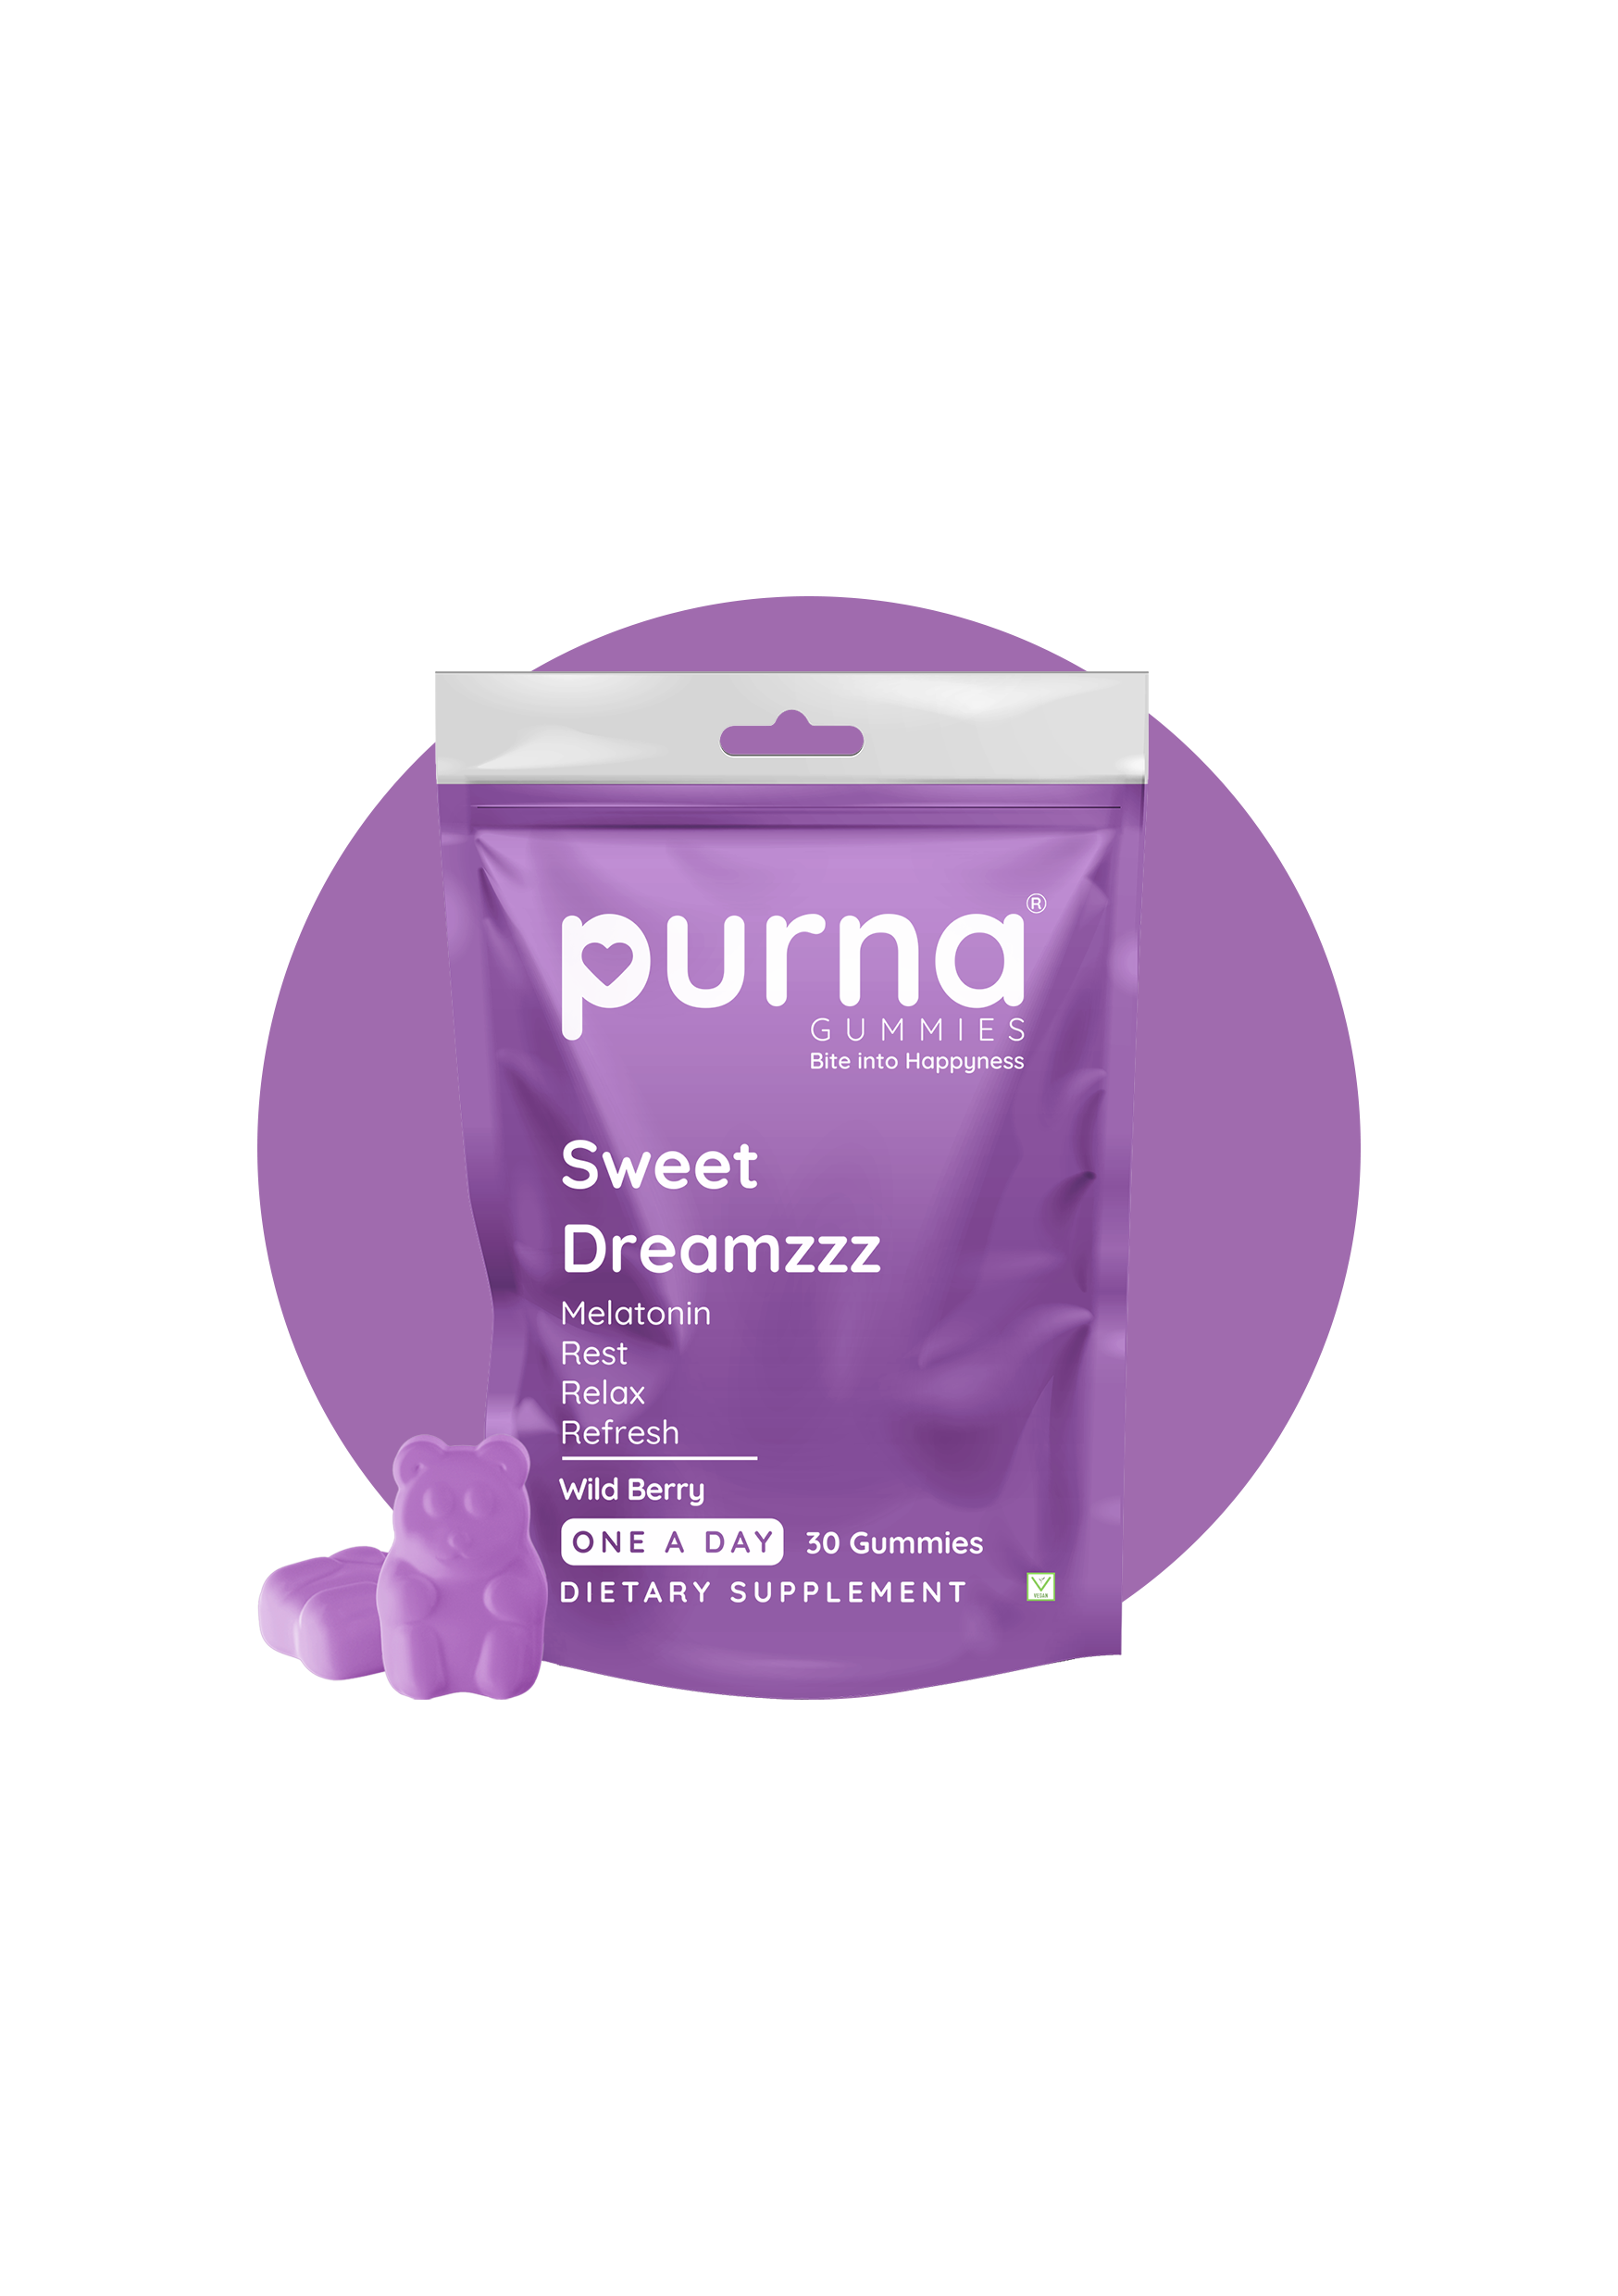 purna®
GUMMIES
Bite into Happyness
Sweet
Dreamzzz
Melatonin
Rest
Relax
Refresh
Wild Berry
ONE A DAY 30 Gummies
DIETARY SUPPLEMENT
VEGAN